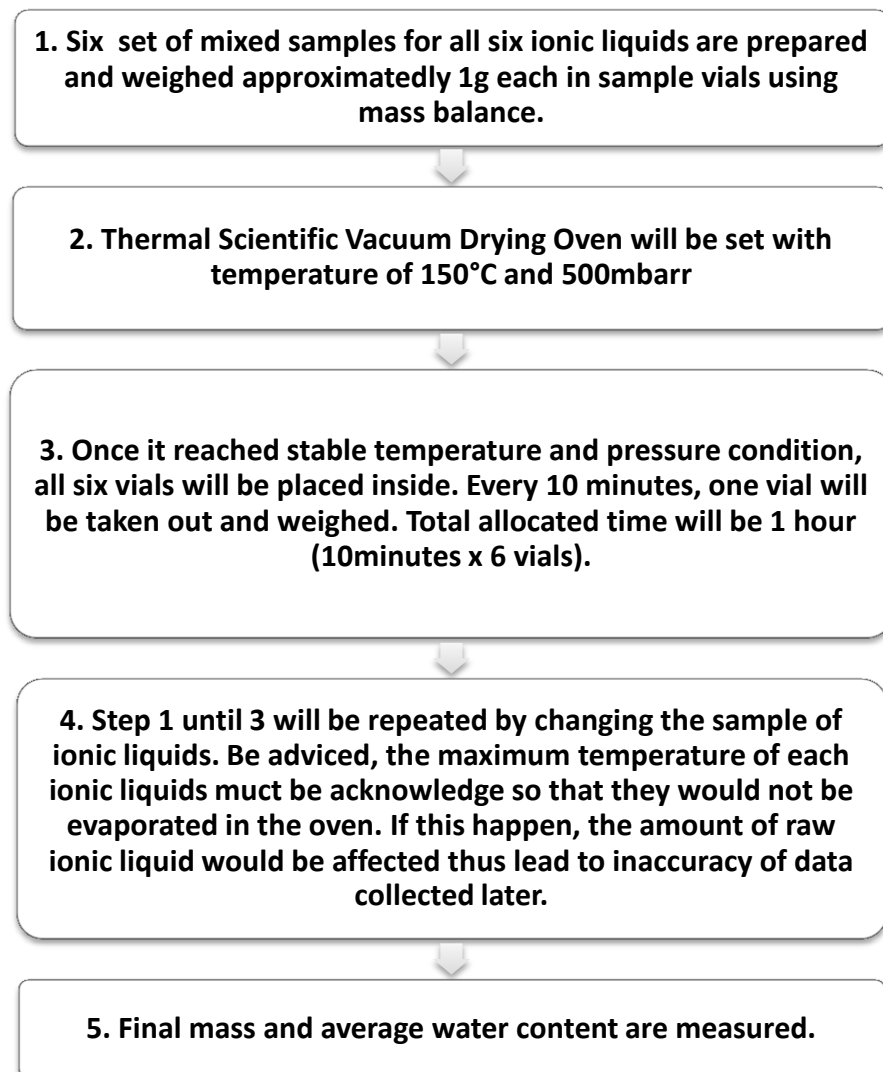 1. Six set of mixed samples for all six ionic liquids are prepared
and weighed approximatedly 1g each in sample vials using
mass balance.
2. Thermal Scientific Vacuum Drying Oven will be set with
temperature of 150°C and 500mbarr
3. Once it reached stable temperature and pressure condition,
all six vials will be placed inside. Every 10 minutes, one vial will
be taken out and weighed. Total allocated time will be 1 hour
(10minutes x 6 vials).
4. Step 1 until 3 will be repeated by changing the sample of
ionic liquids. Be adviced, the maximum temperature of each
ionic liquids muct be acknowledge so that they would not be
evaporated in the oven. If this happen, the amount of raw
ionic liquid would be affected thus lead to inaccuracy of data
collected later.
5. Final mass and average water content are measured.